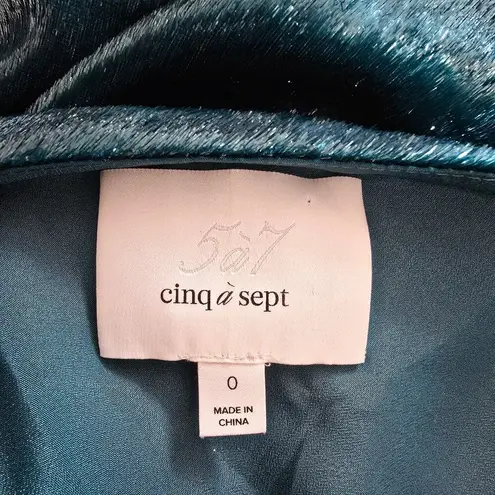 5à7
cinq à sept
0
MADE IN
CHINA